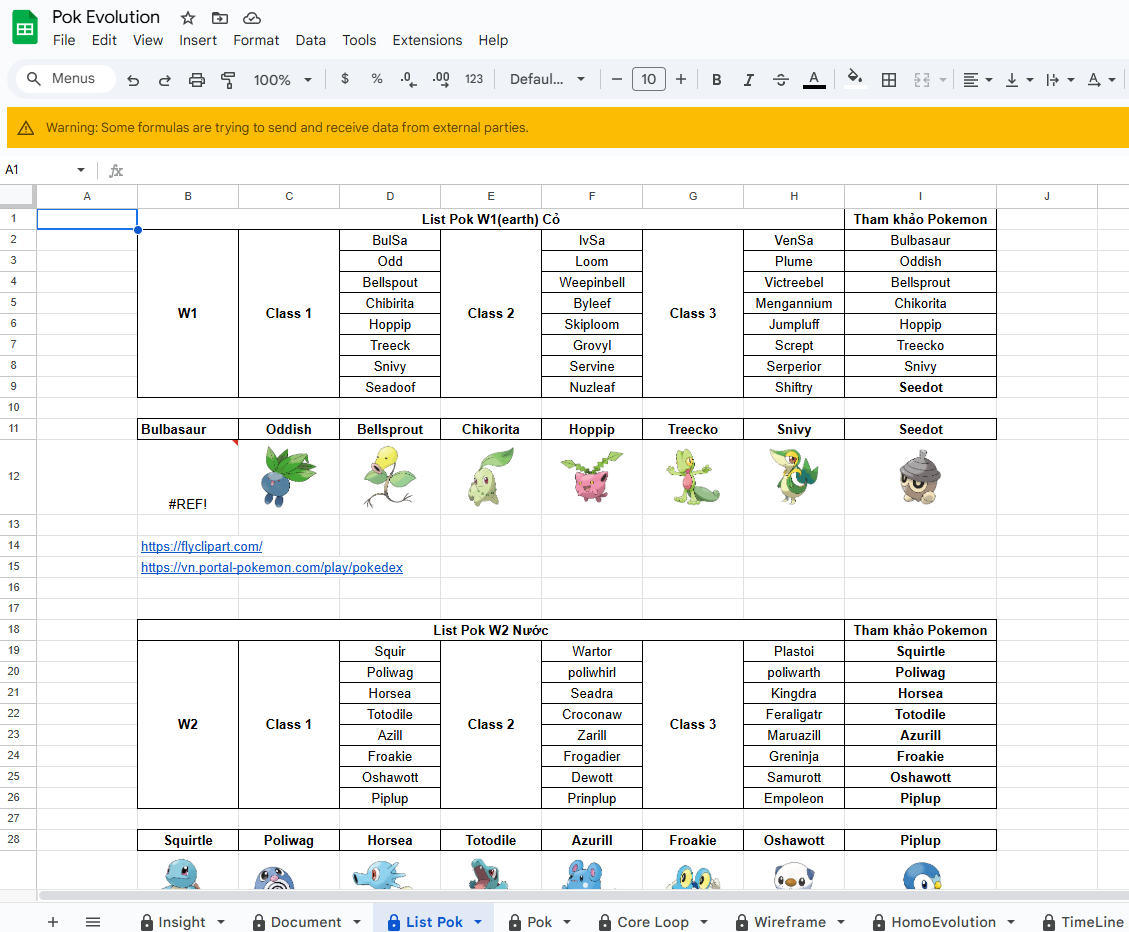 Pok Evolution
File Edit View Insert Format Data Tools Extensions Help
Menus 100% $ % .0 .00 123 Defaul... − 10 + B I A A
Warning: Some formulas are trying to send and receive data from external parties.
A1 fx
A B C D E F G H I J
1 List Pok W1(earth) Cỏ Tham khảo Pokemon
2 BulSa IvSa VenSa Bulbasaur
3 Odd Loom Plume Oddish
4 Bellspout Weepinbell Victreebel Bellsprout
5 Chibirita Byleef Mengannium Chikorita
W1 Class 1 Class 2 Class 3
6 Hoppip Skiploom Jumpluff Hoppip
7 Treeck Grovyl Scrept Treecko
8 Snivy Servine Serperior Snivy
9 Seadoof Nuzleaf Shiftry Seedot
10
11 Bulbasaur Oddish Bellsprout Chikorita Hoppip Treecko Snivy Seedot
12 #REF!
13
14 https://flyclipart.com/
15 https://vn.portal-pokemon.com/play/pokedex
16
17
18 List Pok W2 Nước Tham khảo Pokemon
19 Squir Wartor Plastoi Squirtle
20 Poliwag poliwhirl poliwarth Poliwag
21 Horsea Seadra Kingdra Horsea
22 Totodile Croconaw Feraligatr Totodile
W2 Class 1 Class 2 Class 3
23 Azill Zarill Maruazill Azurill
24 Froakie Frogadier Greninja Froakie
25 Oshawott Dewott Samurott Oshawott
26 Piplup Prinplup Empoleon Piplup
27
28 Squirtle Poliwag Horsea Totodile Azurill Froakie Oshawott Piplup
+ Insight Document List Pok Pok Core Loop Wireframe HomoEvolution TimeLine